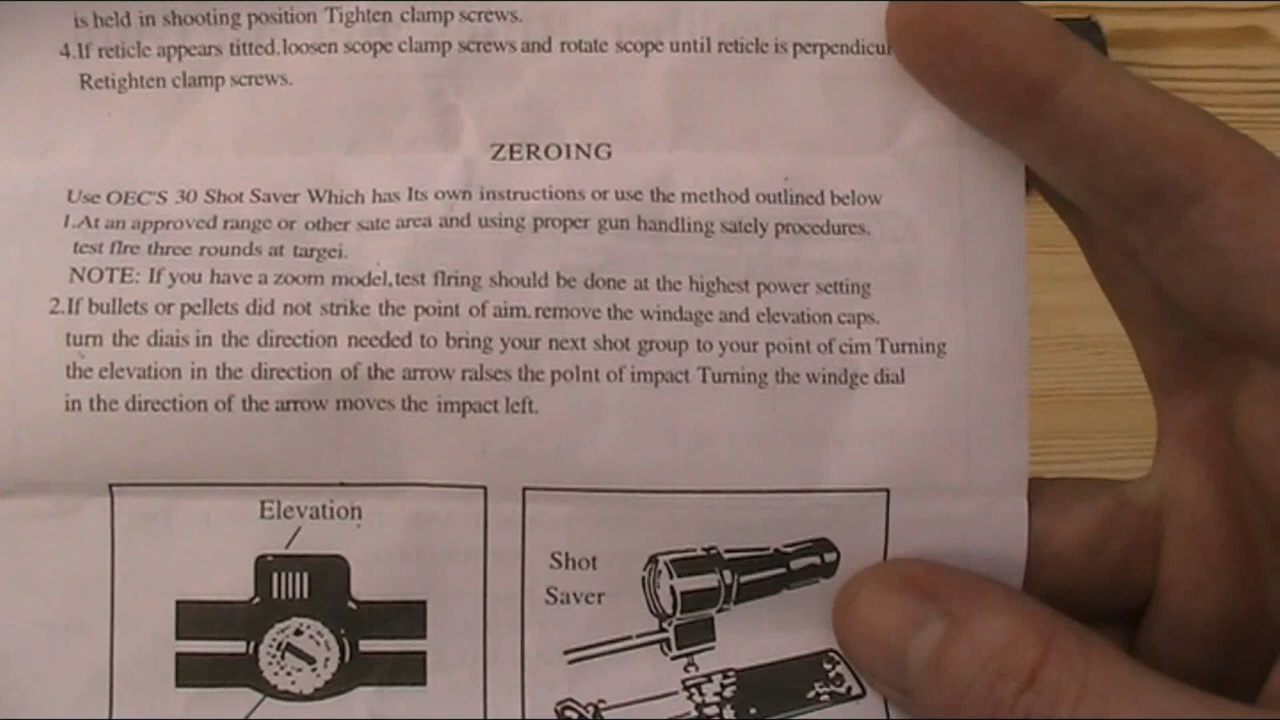 is held in shooting position Tighten clamp screws.
4.If reticle appears titted.loosen scope clamp screws and rotate scope until reticle is perpendicul
Retighten clamp screws.
ZEROING
Use OEC'S 30 Shot Saver Which has Its own instructions or use the method outlined below
1.At an approved range or other sate area and using proper gun handling sately procedures.
test flre three rounds at targei.
NOTE: If you have a zoom model,test flring should be done at the highest power setting
2.If bullets or pellets did not strike the point of aim.remove the windage and elevation caps.
turn the diais in the direction needed to bring your next shot group to your point of cim Turning
the elevation in the direction of the arrow ralses the polnt of impact Turning the windge dial
in the direction of the arrow moves the impact left.
Elevation
Shot
Saver